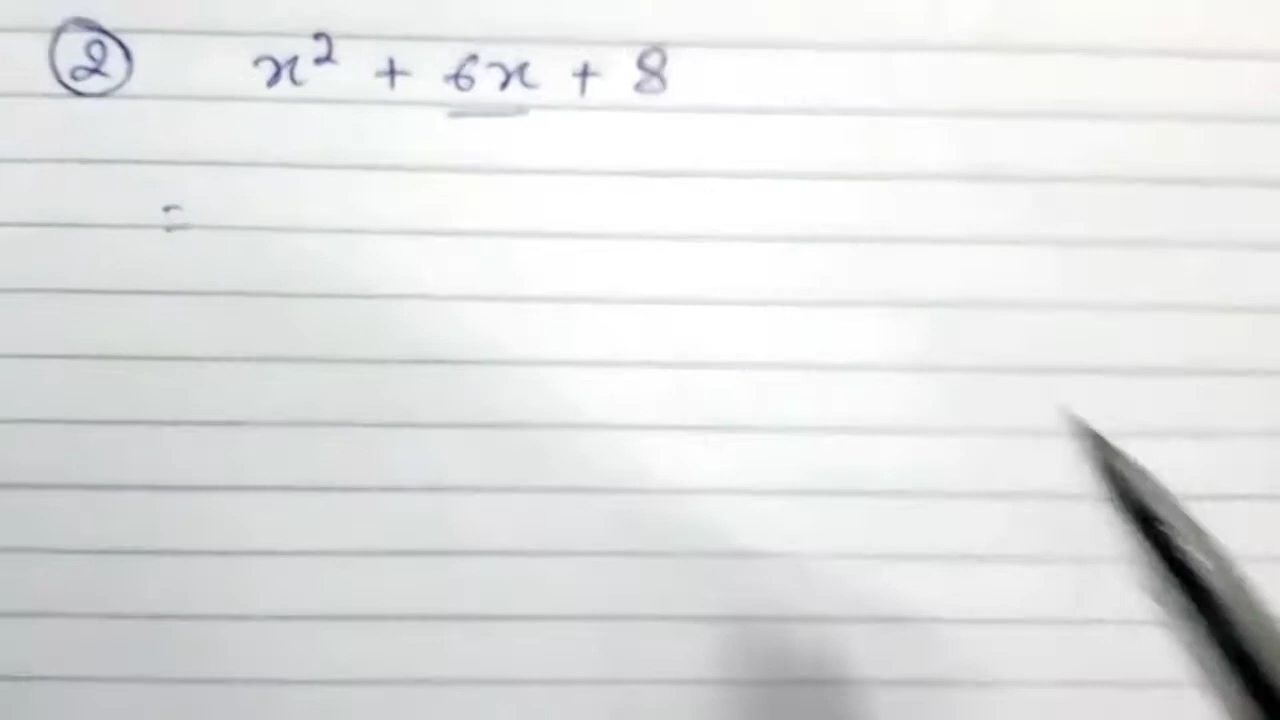 ② x² + 6x + 8
=